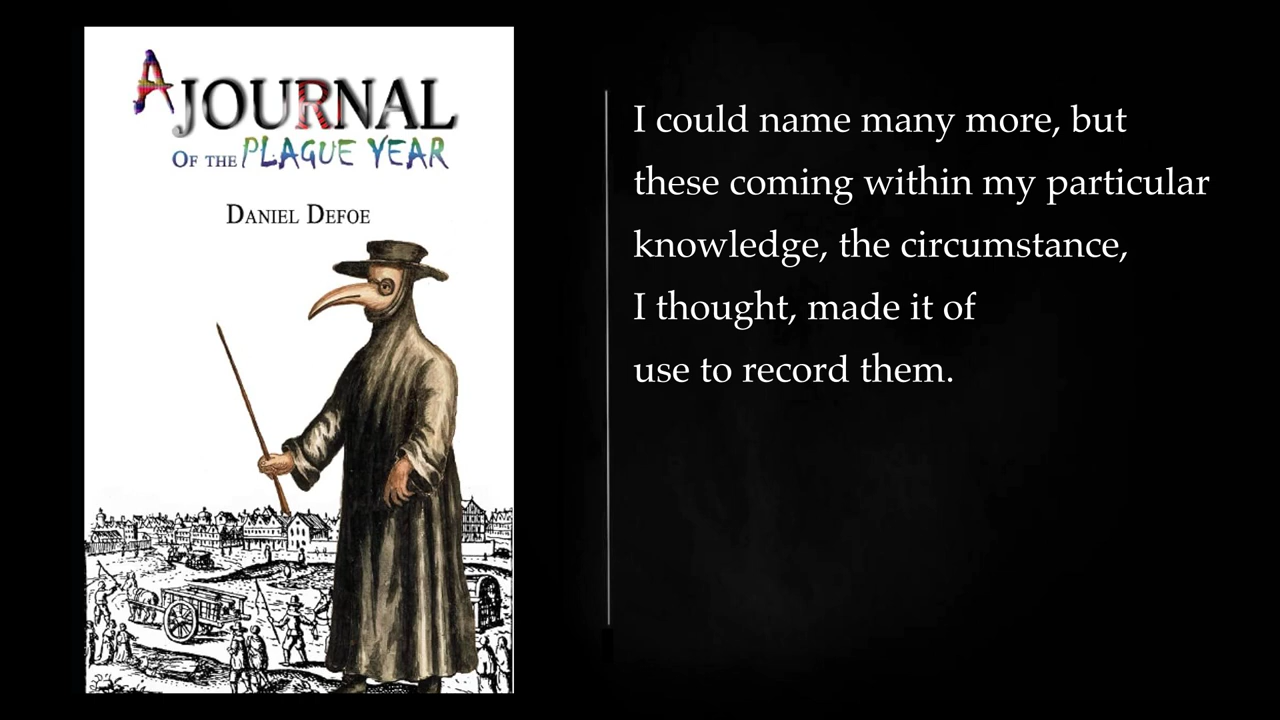 A JOURNAL
OF THE PLAGUE YEAR
DANIEL DEFOE
I could name many more, but
these coming within my particular
knowledge, the circumstance,
I thought, made it of
use to record them.